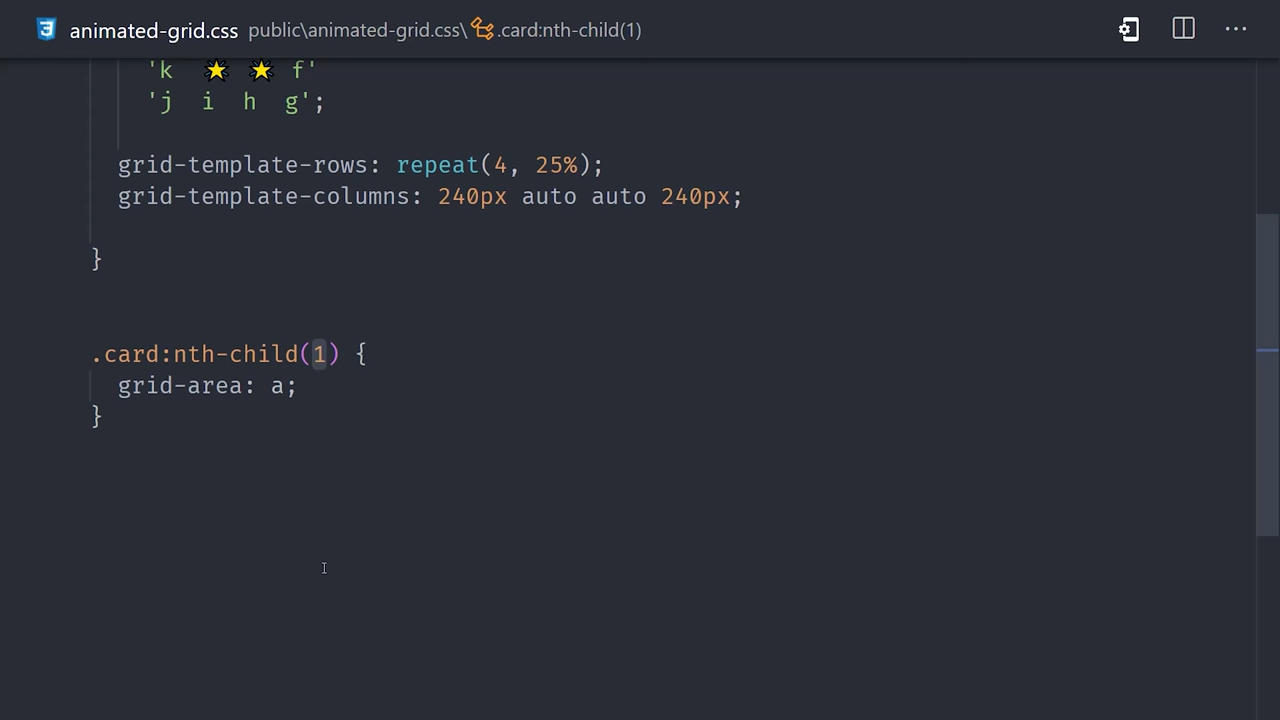 animated-grid.css public\animated-grid.css\.card:nth-child(1)
'k ⭐ ⭐ f'
'j i h g';
grid-template-rows: repeat(4, 25%);
grid-template-columns: 240px auto auto 240px;
}
.card:nth-child(1) {
grid-area: a;
}